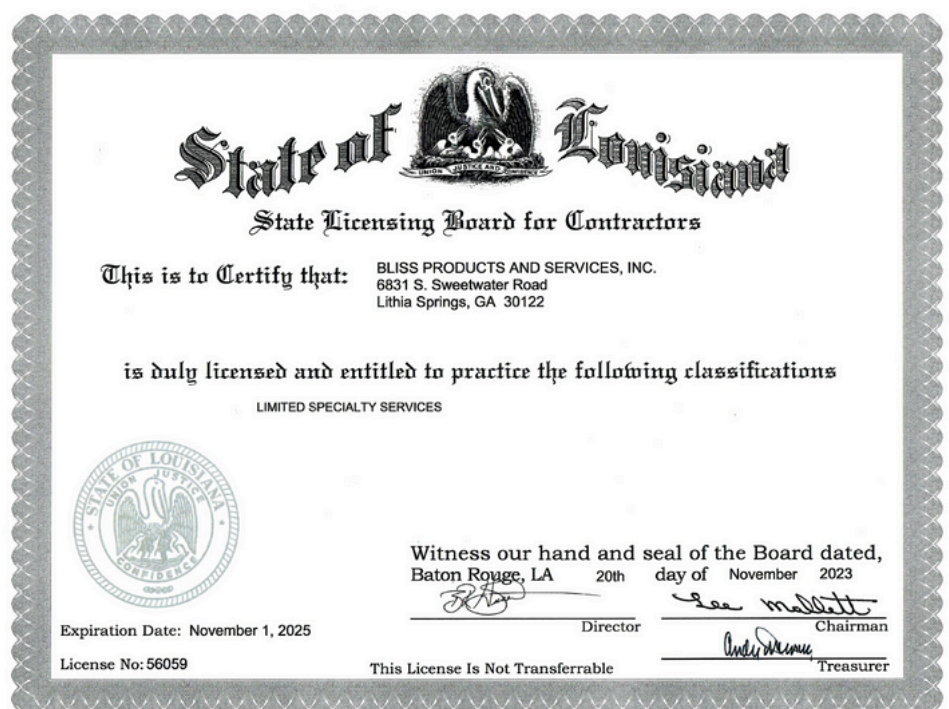 State of Louisiana
UNION JUSTICE AND CONFIDENCE
State Licensing Board for Contractors
This is to Certify that:
BLISS PRODUCTS AND SERVICES, INC.
6831 S. Sweetwater Road
Lithia Springs, GA 30122
is duly licensed and entitled to practice the following classifications
LIMITED SPECIALTY SERVICES
STATE OF LOUISIANA
UNION JUSTICE
CONFIDENCE
Witness our hand and seal of the Board dated,
Baton Rouge, LA 20th day of November 2023
Director
Lee Mallett
Chairman
Treasurer
Expiration Date: November 1, 2025
License No: 56059
This License Is Not Transferrable